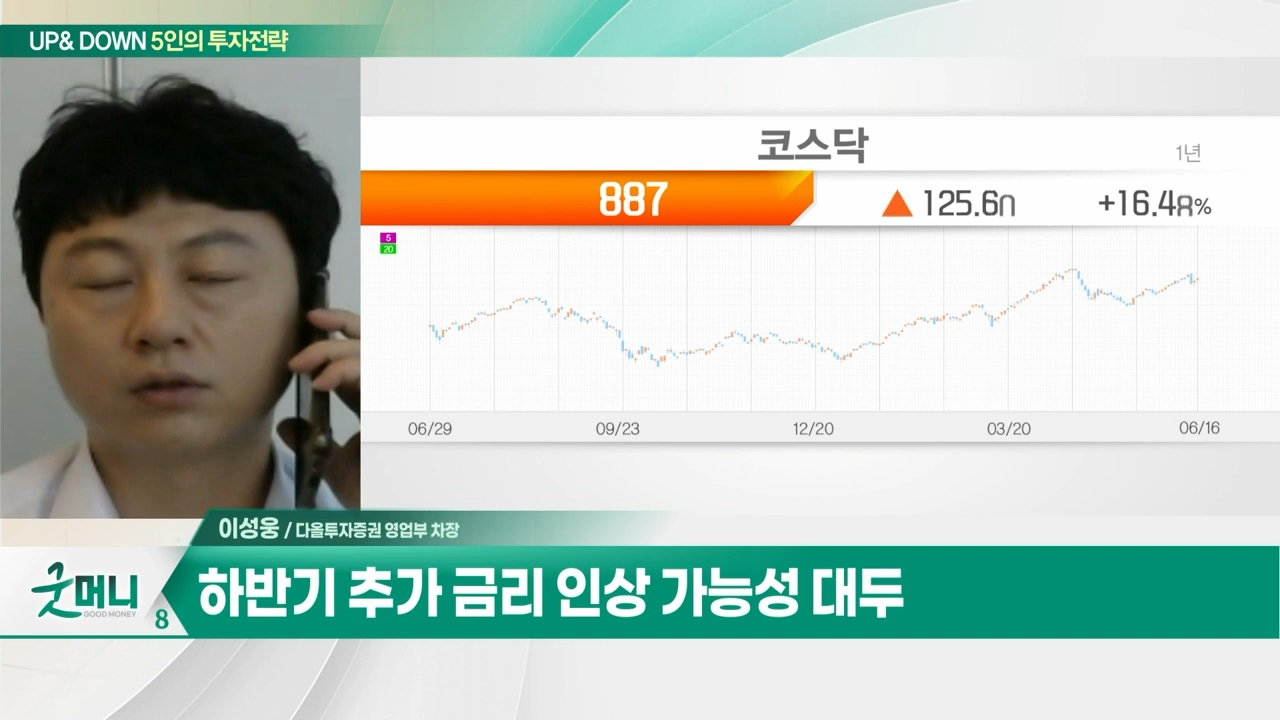 UP& DOWN 5인의 투자전략
코스닥
1년
887
▲ 125.6
+16.4 %
5
20
06/29
09/23
12/20
03/20
06/16
이성웅 / 다올투자증권 영업부 차장
굿머니
GOOD MONEY
8
하반기 추가 금리 인상 가능성 대두